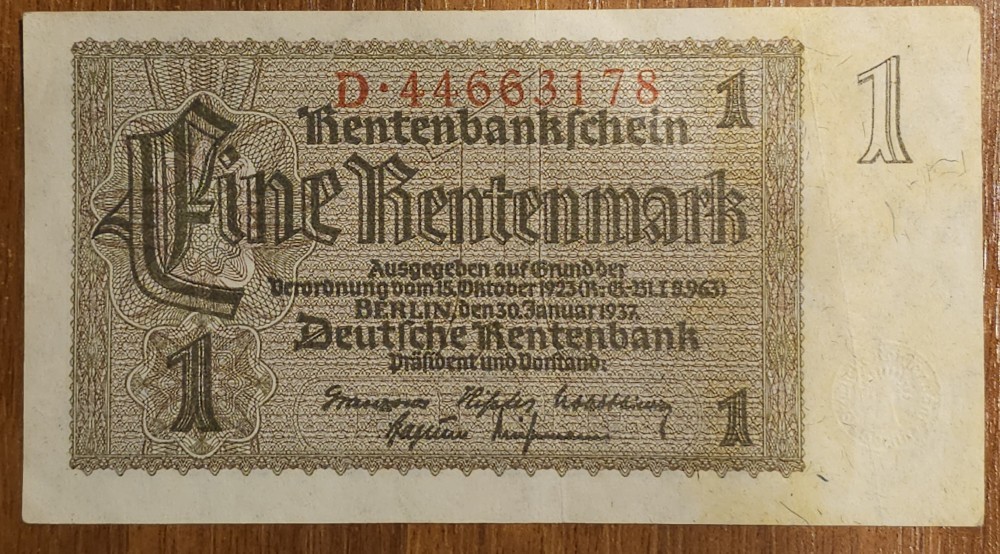 D·44663178
1
1
Rentenbankschein
Eine Rentenmark
Ausgegeben auf Grund der
Verordnung vom 15. Oktober 1923 (R-G-Bl I S. 963)
BERLIN, den 30. Januar 1937.
Deutsche Rentenbank
Präsident und Vorstand:
1
1